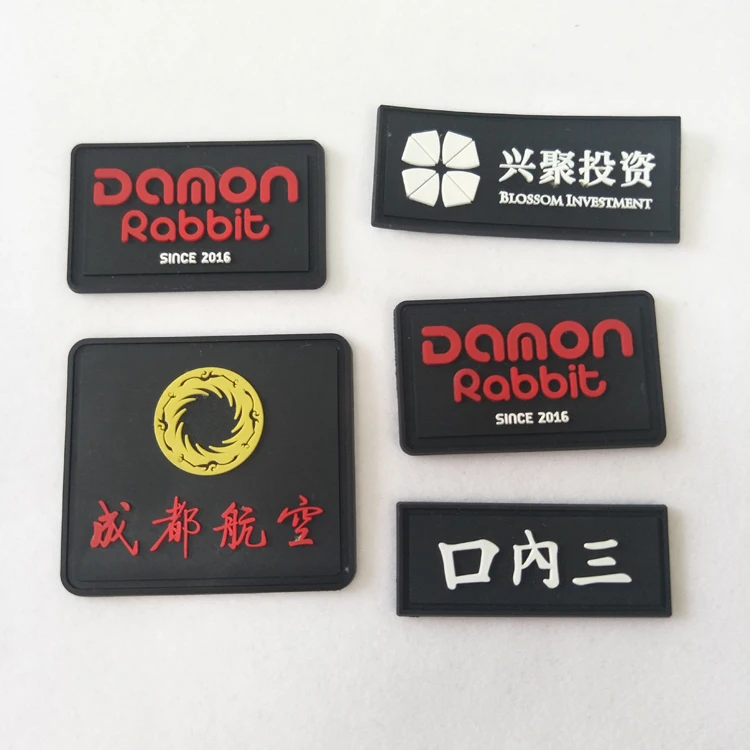 Damon
Rabbit
SINCE 2016
兴聚投资
BLOSSOM INVESTMENT
Damon
Rabbit
SINCE 2016
成都航空
口內三